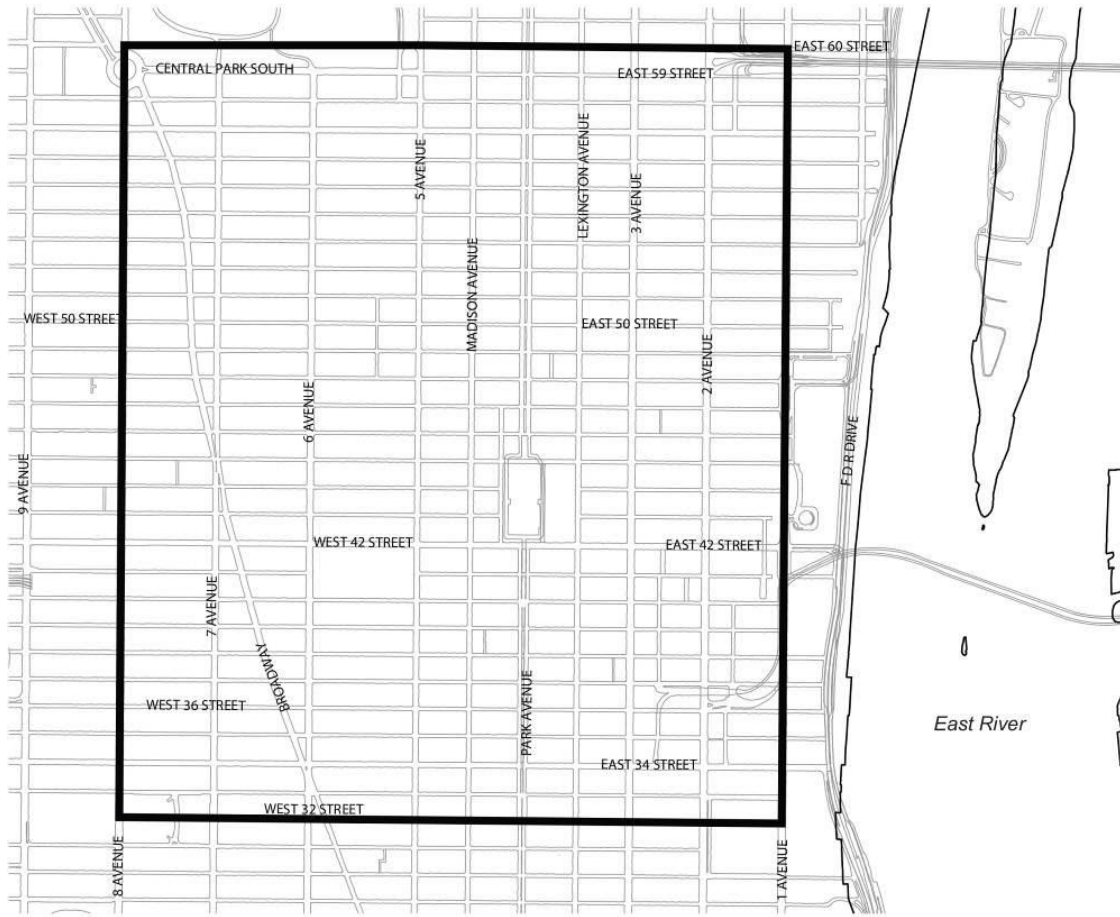 EAST 60 STREET
CENTRAL PARK SOUTH
EAST 59 STREET
5 AVENUE
LEXINGTON AVENUE
3 AVENUE
MADISON AVENUE
WEST 50 STREET
EAST 50 STREET
2 AVENUE
6 AVENUE
9 AVENUE
F D R DRIVE
WEST 42 STREET
EAST 42 STREET
7 AVENUE
BROADWAY
PARK AVENUE
WEST 36 STREET
East River
EAST 34 STREET
WEST 32 STREET
8 AVENUE
1 AVENUE